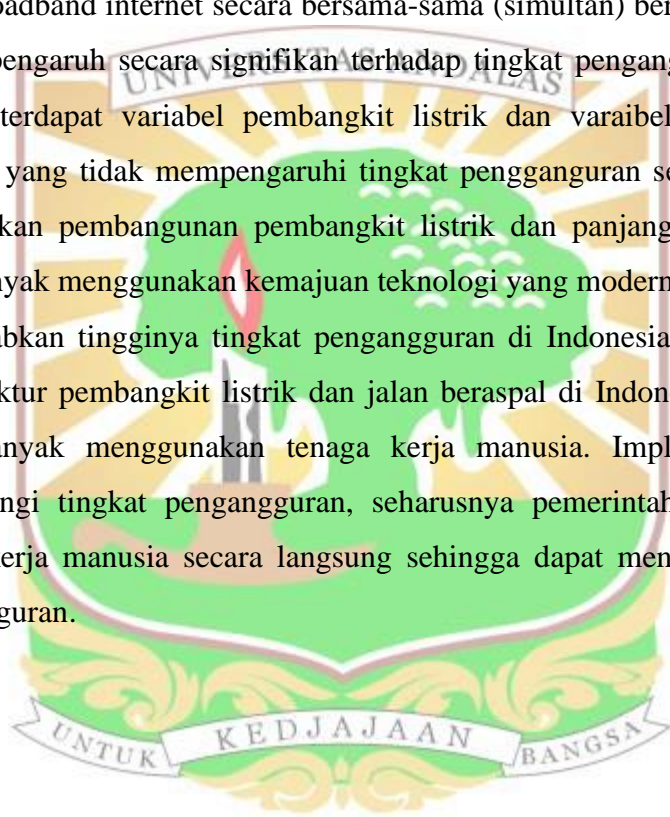 oadband internet secara bersama-sama (simultan) ber
pengaruh secara signifikan terhadap tingkat pengang
terdapat variabel pembangkit listrik dan varaibel
yang tidak mempengaruhi tingkat pengganguran se
kan pembangunan pembangkit listrik dan panjang
nyak menggunakan kemajuan teknologi yang modern
abkan tingginya tingkat pengangguran di Indonesia
ktur pembangkit listrik dan jalan beraspal di Indon
anyak menggunakan tenaga kerja manusia. Impl
ngi tingkat pengangguran, seharusnya pemerintah
kerja manusia secara langsung sehingga dapat men
guran.
UNIVERSITAS ANDALAS
UNTUK KEDJAJAAN BANGSA